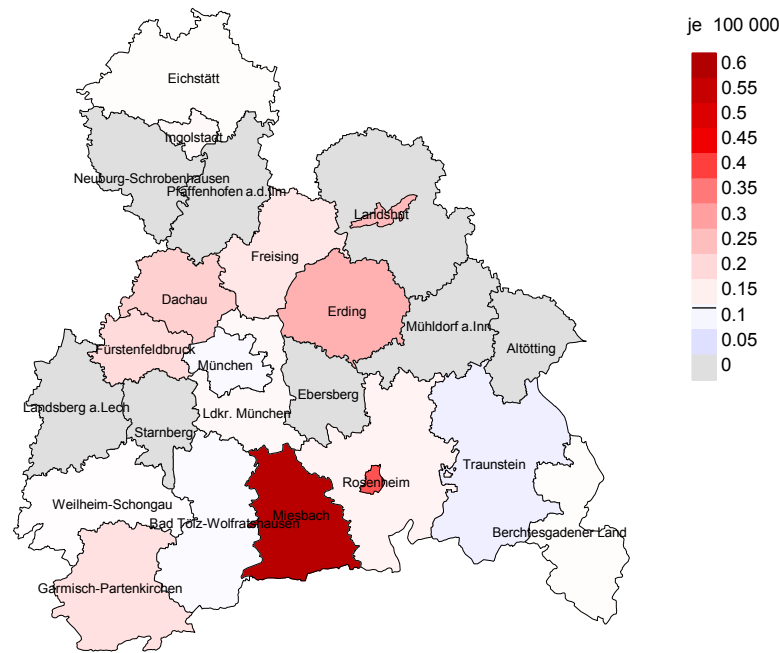 je 100 000
0.6
0.55
0.5
0.45
0.4
0.35
0.3
0.25
0.2
0.15
0.1
0.05
0
Eichstätt
Ingolstadt
Neuburg-Schrobenhausen
Pfaffenhofen a.d.Ilm
Landshut
Freising
Dachau
Erding
Mühldorf a.Inn
Altötting
Fürstenfeldbruck
München
Ebersberg
Landsberg a.Lech
Ldkr. München
Starnberg
Traunstein
Rosenheim
Weilheim-Schongau
Miesbach
Bad Tölz-Wolfratshausen
Berchtesgadener Land
Garmisch-Partenkirchen